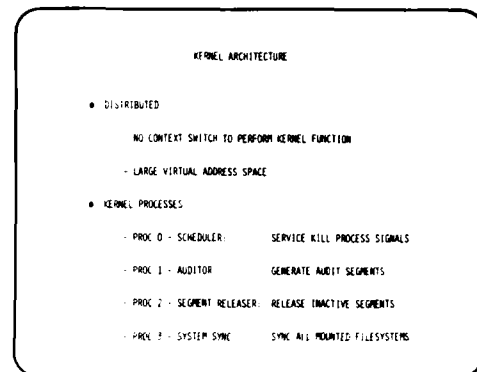 KERNEL ARCHITECTURE
● DISTRIBUTED
NO CONTEXT SWITCH TO PERFORM KERNEL FUNCTION
- LARGE VIRTUAL ADDRESS SPACE
● KERNEL PROCESSES
- PROC 0 - SCHEDULER: SERVICE KILL PROCESS SIGNALS
- PROC 1 - AUDITOR GENERATE AUDIT SEGMENTS
- PROC 2 - SEGMENT RELEASER: RELEASE INACTIVE SEGMENTS
- PROC 3 - SYSTEM SYNC SYNC ALL MOUNTED FILESYSTEMS